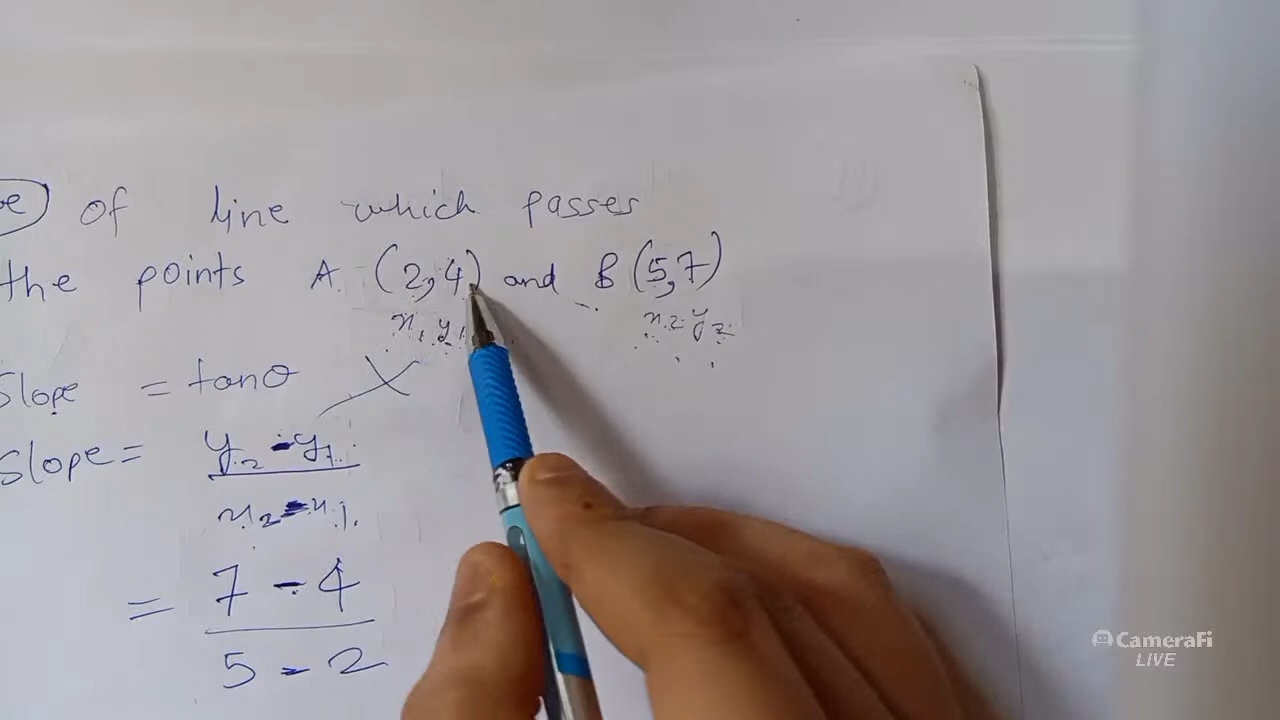 of line which passes
the points A (2,4) and B (5,7)
x₁ y₁ x₂ y₂
Slope = tanθ
Slope = y₂ - y₁
x₂ - x₁
= 7 - 4
5 - 2
CameraFi
LIVE